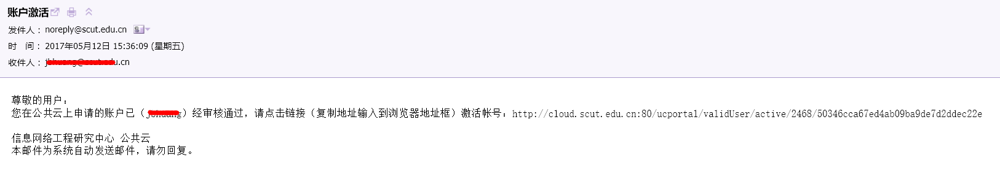 账户激活
发件人：noreply@scut.edu.cn
时 间：2017年05月12日 15:36:09 (星期五)
收件人：u.cn
尊敬的用户：
您在公共云上申请的账户已（）经审核通过，请点击链接（复制地址输入到浏览器地址框）激活帐号：http://cloud.scut.edu.cn:80/ucportal/validUser/active/2468/50346cca67ed4ab09ba9de7d2ddec22e
信息网络工程研究中心 公共云
本邮件为系统自动发送邮件，请勿回复。